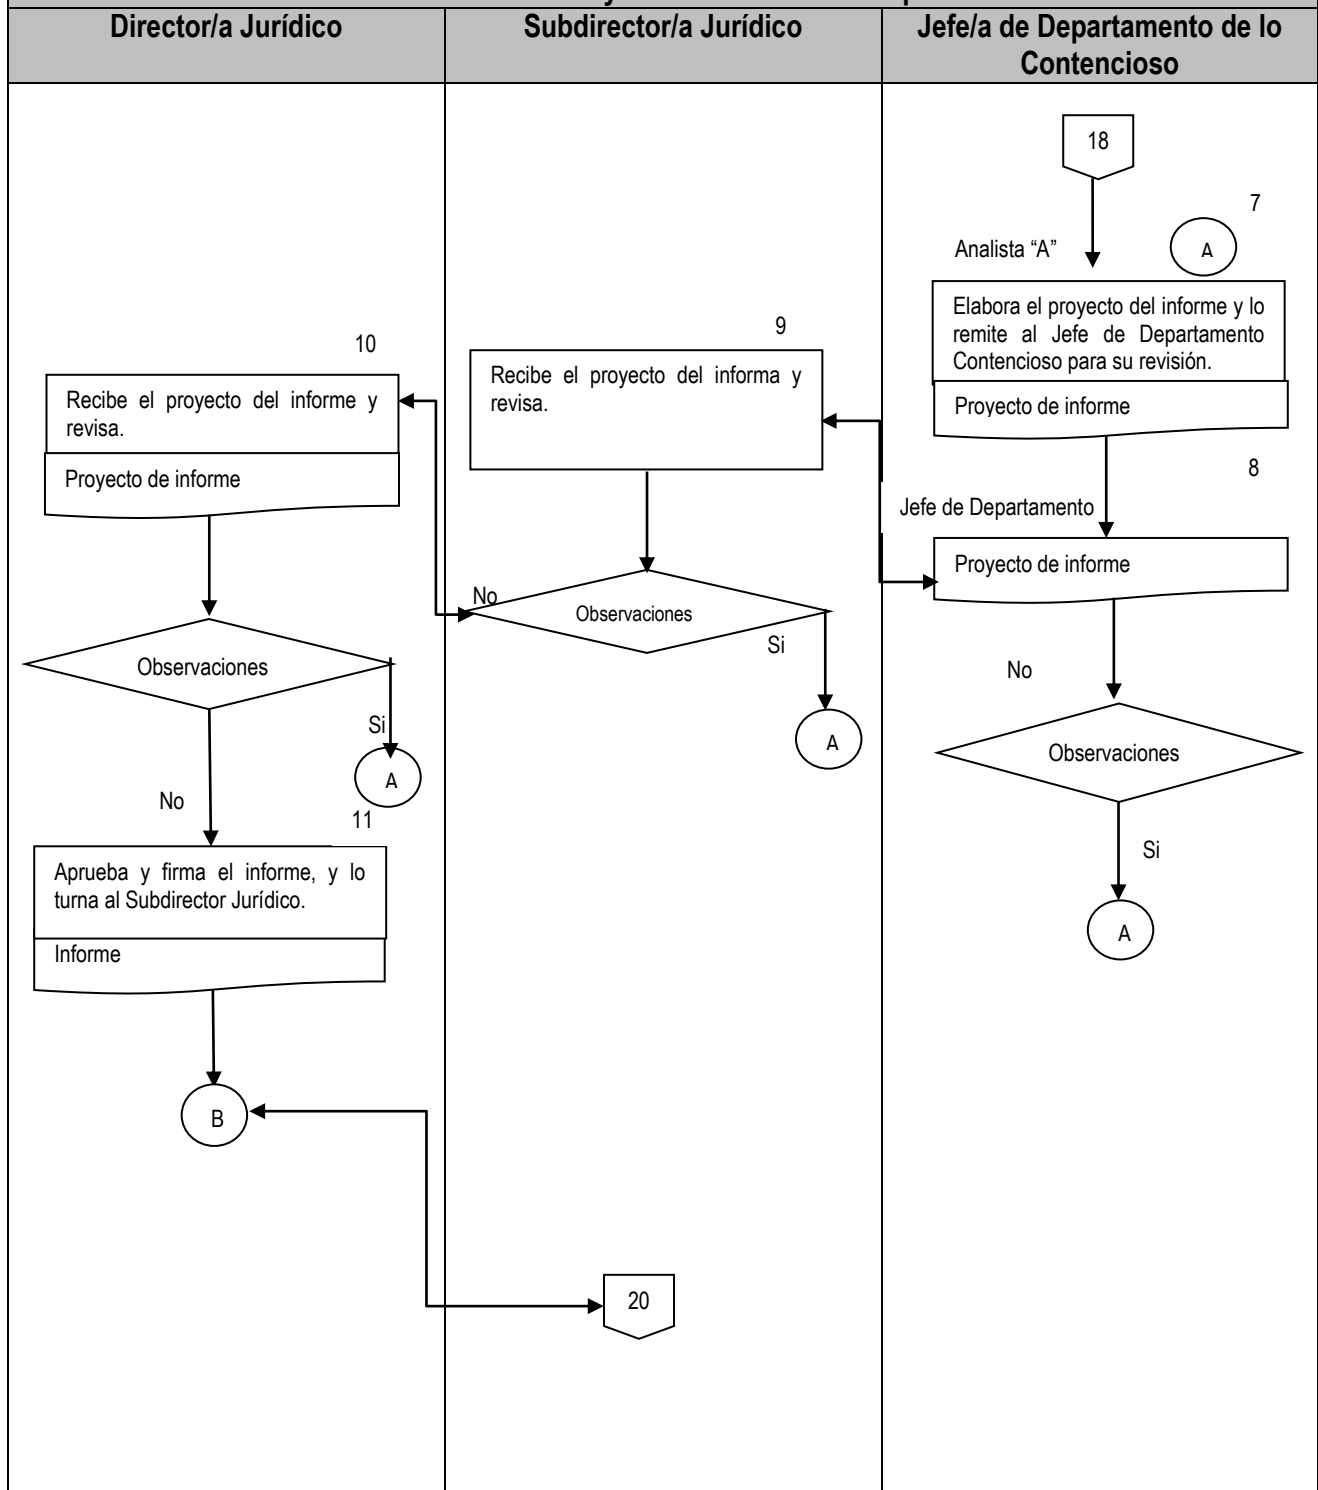 Director/a Jurídico
Subdirector/a Jurídico
Jefe/a de Departamento de lo
Contencioso
18
7
Analista “A”
A
Elabora el proyecto del informe y lo
remite al Jefe de Departamento
Contencioso para su revisión.
Proyecto de informe
8
Jefe de Departamento
Proyecto de informe
No
Observaciones
Si
A
9
Recibe el proyecto del informa y
revisa.
No
Observaciones
Si
A
10
Recibe el proyecto del informe y
revisa.
Proyecto de informe
Observaciones
Si
A
No
11
Aprueba y firma el informe, y lo
turna al Subdirector Jurídico.
Informe
B
20